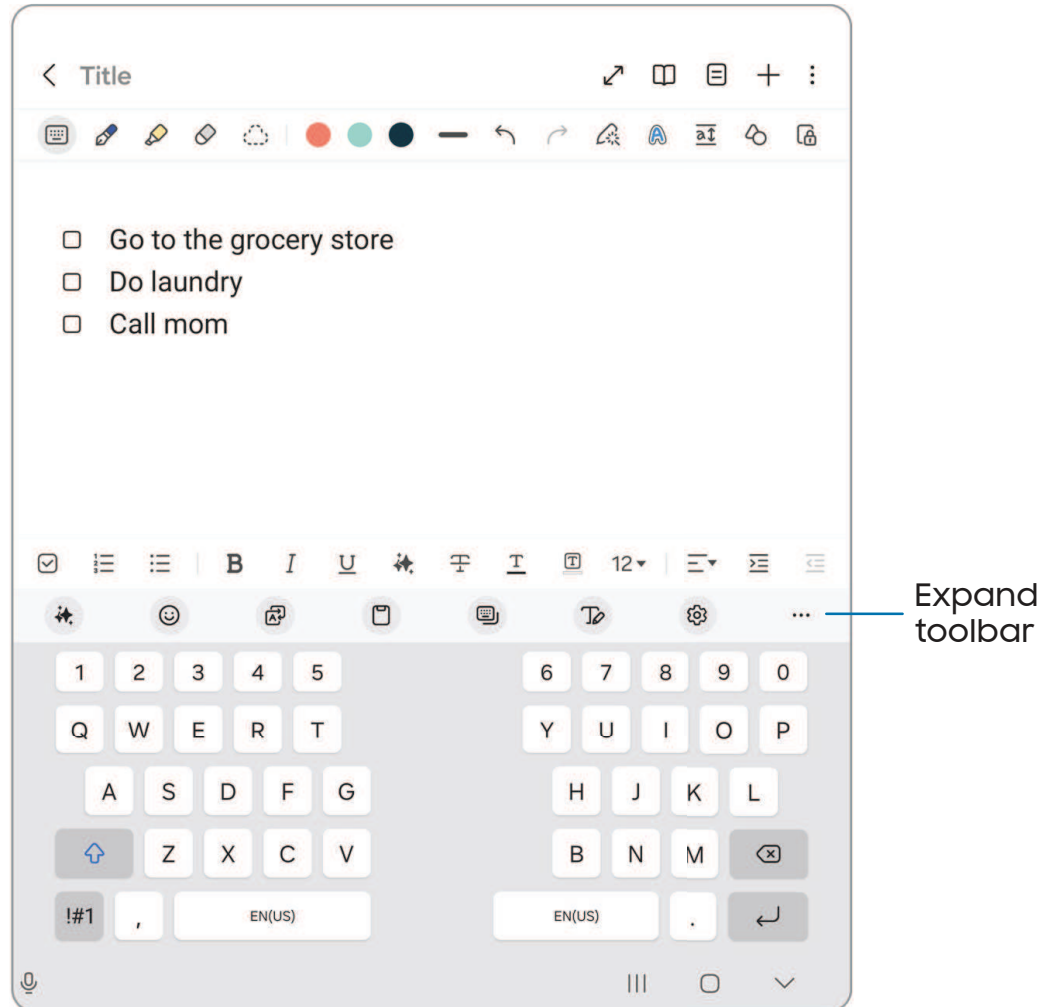 Title
Go to the grocery store
Do laundry
Call mom
B I U T T T 12
Expand
toolbar
1 2 3 4 5 6 7 8 9 0
Q W E R T Y U I O P
A S D F G H J K L
Z X C V B N M
!#1 , EN(US) EN(US) .